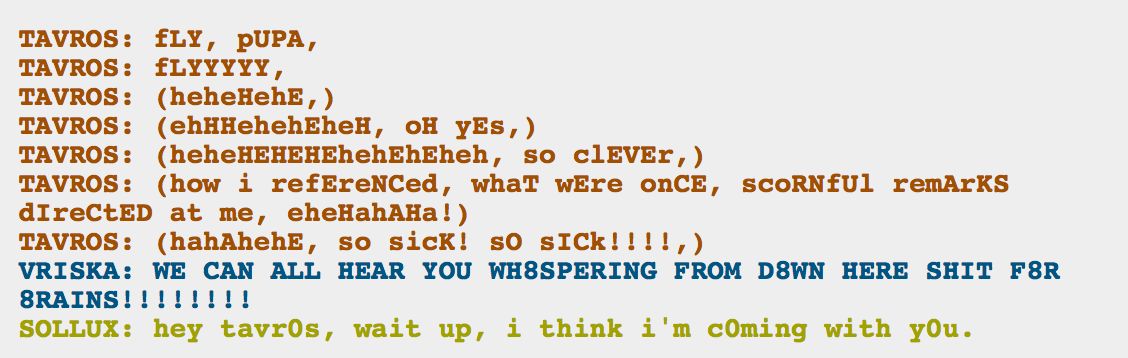 TAVROS: fLY, pUPA,
TAVROS: fLYYYYY,
TAVROS: (heheHehE,)
TAVROS: (ehHHehehEheH, oH yEs,)
TAVROS: (heheHEHEHEhehEhEheh, so clEVEr,)
TAVROS: (how i refEreNCed, whaT wEre onCE, scoRNfUl remArKS
dIreCtED at me, eheHahAHa!)
TAVROS: (hahAhehE, so sicK! sO sICk!!!!,)
VRISKA: WE CAN ALL HEAR YOU WH8SPERING FROM D8WN HERE SHIT F8R
8RAINS!!!!!!!!
SOLLUX: hey tavr0s, wait up, i think i'm c0ming with y0u.